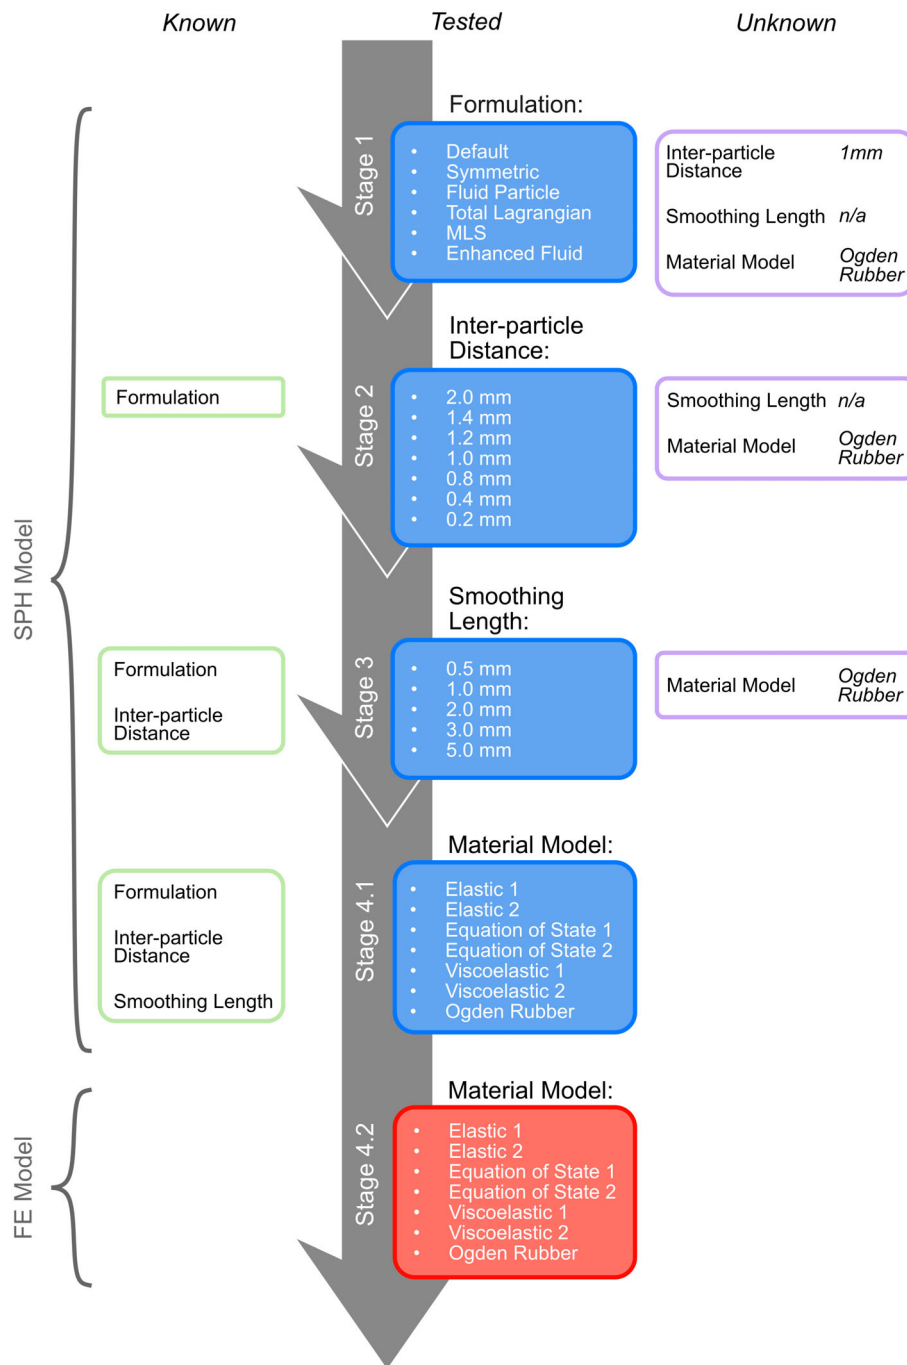 Known Tested Unknown
Formulation:
Stage 1
• Default
• Symmetric
• Fluid Particle
• Total Lagrangian
• MLS
• Enhanced Fluid
Inter-particle 1mm
Distance
Smoothing Length n/a
Material Model Ogden
Rubber
Inter-particle
Distance:
Formulation
Stage 2
• 2.0 mm
• 1.4 mm
• 1.2 mm
• 1.0 mm
• 0.8 mm
• 0.4 mm
• 0.2 mm
Smoothing Length n/a
Material Model Ogden
Rubber
SPH Model
Smoothing
Length:
Formulation
Inter-particle
Distance
Stage 3
• 0.5 mm
• 1.0 mm
• 2.0 mm
• 3.0 mm
• 5.0 mm
Material Model Ogden
Rubber
Material Model:
Formulation
Inter-particle
Distance
Smoothing Length
Stage 4.1
• Elastic 1
• Elastic 2
• Equation of State 1
• Equation of State 2
• Viscoelastic 1
• Viscoelastic 2
• Ogden Rubber
Material Model:
FE Model
Stage 4.2
• Elastic 1
• Elastic 2
• Equation of State 1
• Equation of State 2
• Viscoelastic 1
• Viscoelastic 2
• Ogden Rubber